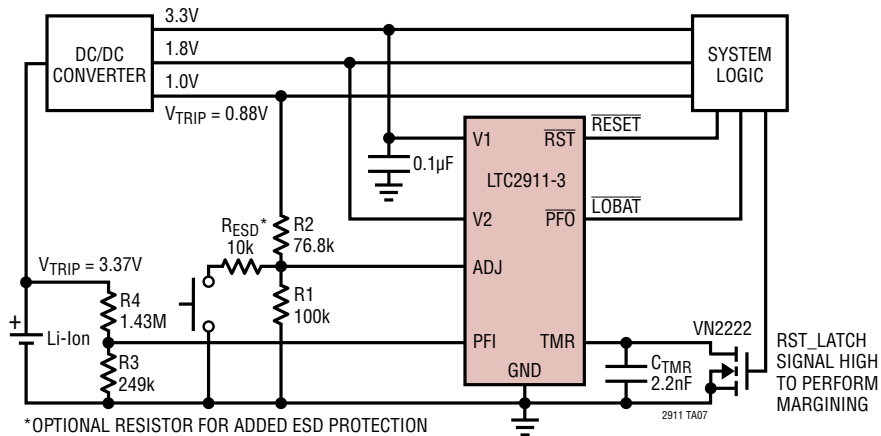 3.3V
DC/DC
CONVERTER
1.8V
1.0V
SYSTEM
LOGIC
V_TRIP = 0.88V
V1
RST
RESET
0.1µF
LTC2911-3
V2
PFO
LOBAT
R_ESD*
10k
R2
76.8k
ADJ
V_TRIP = 3.37V
R4
1.43M
R1
100k
+
Li-Ion
PFI
TMR
VN2222
R3
249k
GND
C_TMR
2.2nF
RST_LATCH
SIGNAL HIGH
TO PERFORM
MARGINING
2911 TA07
*OPTIONAL RESISTOR FOR ADDED ESD PROTECTION